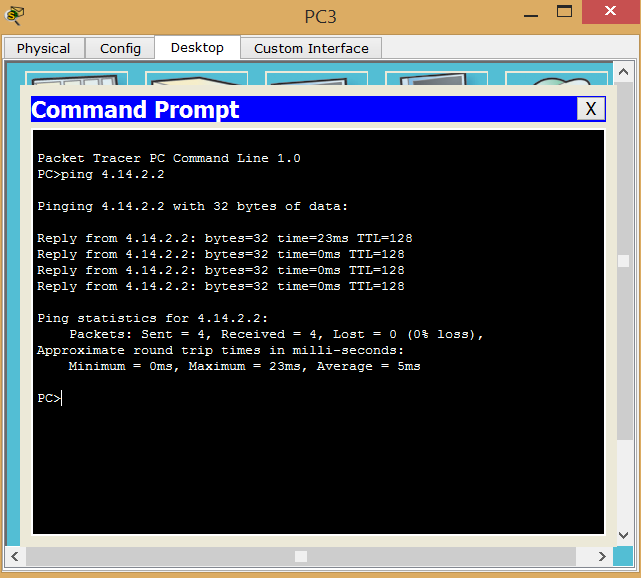 PC3
Physical Config Desktop Custom Interface
Command Prompt X
Packet Tracer PC Command Line 1.0
PC>ping 4.14.2.2
Pinging 4.14.2.2 with 32 bytes of data:
Reply from 4.14.2.2: bytes=32 time=23ms TTL=128
Reply from 4.14.2.2: bytes=32 time=0ms TTL=128
Reply from 4.14.2.2: bytes=32 time=0ms TTL=128
Reply from 4.14.2.2: bytes=32 time=0ms TTL=128
Ping statistics for 4.14.2.2:
Packets: Sent = 4, Received = 4, Lost = 0 (0% loss),
Approximate round trip times in milli-seconds:
Minimum = 0ms, Maximum = 23ms, Average = 5ms
PC>